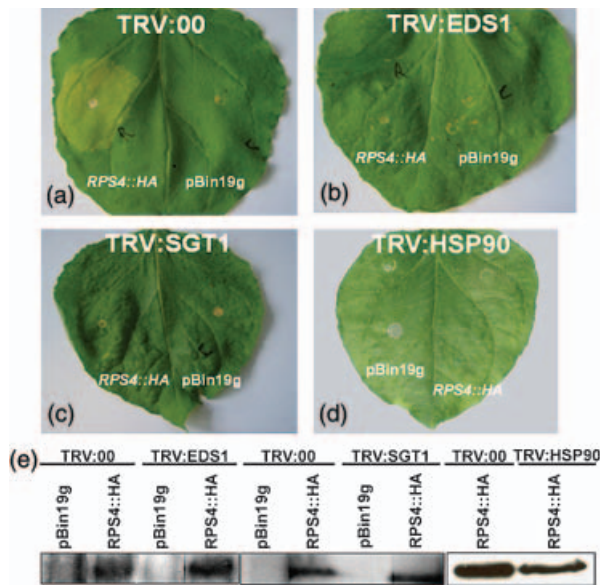 TRV:00
R
RPS4::HA
pBin19g
(a)
TRV:EDS1
R
RPS4::HA
pBin19g
(b)
TRV:SGT1
RPS4::HA
pBin19g
(c)
TRV:HSP90
pBin19g
RPS4::HA
(d)
(e)
TRV:00 TRV:EDS1 TRV:00 TRV:SGT1 TRV:00 TRV:HSP90
pBin19g RPS4::HA pBin19g RPS4::HA pBin19g RPS4::HA pBin19g RPS4::HA RPS4::HA RPS4::HA